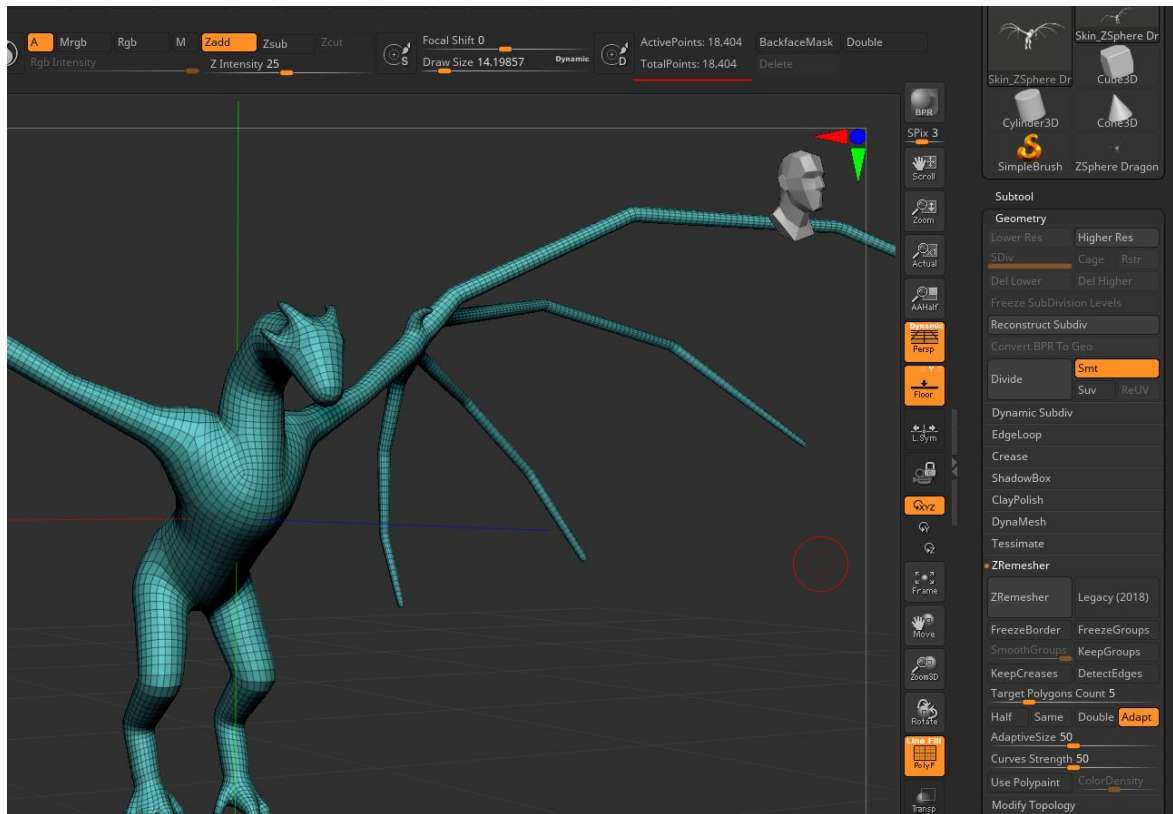 A Mrgb Rgb M Zadd Zsub Zcut
Rgb Intensity
Z Intensity 25
S
Focal Shift 0
Draw Size 14.19857 Dynamic
D
ActivePoints: 18,404 BackfaceMask Double
TotalPoints: 18,404 Delete
BPR
SPix 3
Scroll
Zoom
Actual
AAHalf
Dynamic
Persp
Floor
L.Sym
XYZ
Y
Z
Frame
Move
Zoom3D
Rotate
Line Fill
PolyF
Transp
Skin_ZSphere Dr
Skin_ZSphere Dr Cube3D
Cylinder3D Cone3D
SimpleBrush ZSphere Dragon
Subtool
Geometry
Lower Res Higher Res
SDiv Cage Rstr
Del Lower Del Higher
Freeze SubDivision Levels
Reconstruct Subdiv
Convert BPR To Geo
Divide Smt
Suv ReUV
Dynamic Subdiv
EdgeLoop
Crease
ShadowBox
ClayPolish
DynaMesh
Tessimate
ZRemesher
ZRemesher Legacy (2018)
FreezeBorder FreezeGroups
SmoothGroups KeepGroups
KeepCreases DetectEdges
Target Polygons Count 5
Half Same Double Adapt
AdaptiveSize 50
Curves Strength 50
Use Polypaint ColorDensity
Modify Topology